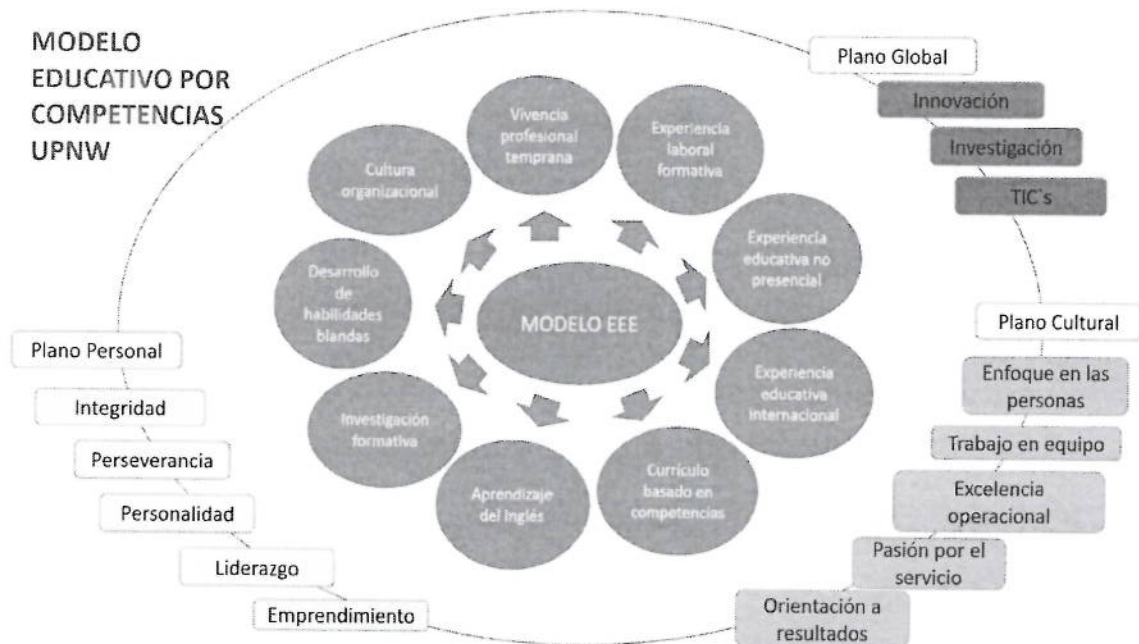 MODELO
EDUCATIVO POR
COMPETENCIAS
UPNW
Plano Global
Innovación
Investigación
TIC`s
Vivencia
profesional
temprana
Experiencia
laboral
formativa
Cultura
organizacional
Experiencia
educativa no
presencial
Desarrollo
de
habilidades
blandas
MODELO EEE
Experiencia
educativa
internacional
Investigación
formativa
Aprendizaje
del Inglés
Currículo
basado en
competencias
Plano Personal
Integridad
Perseverancia
Personalidad
Liderazgo
Emprendimiento
Plano Cultural
Enfoque en las
personas
Trabajo en equipo
Excelencia
operacional
Pasión por el
servicio
Orientación a
resultados